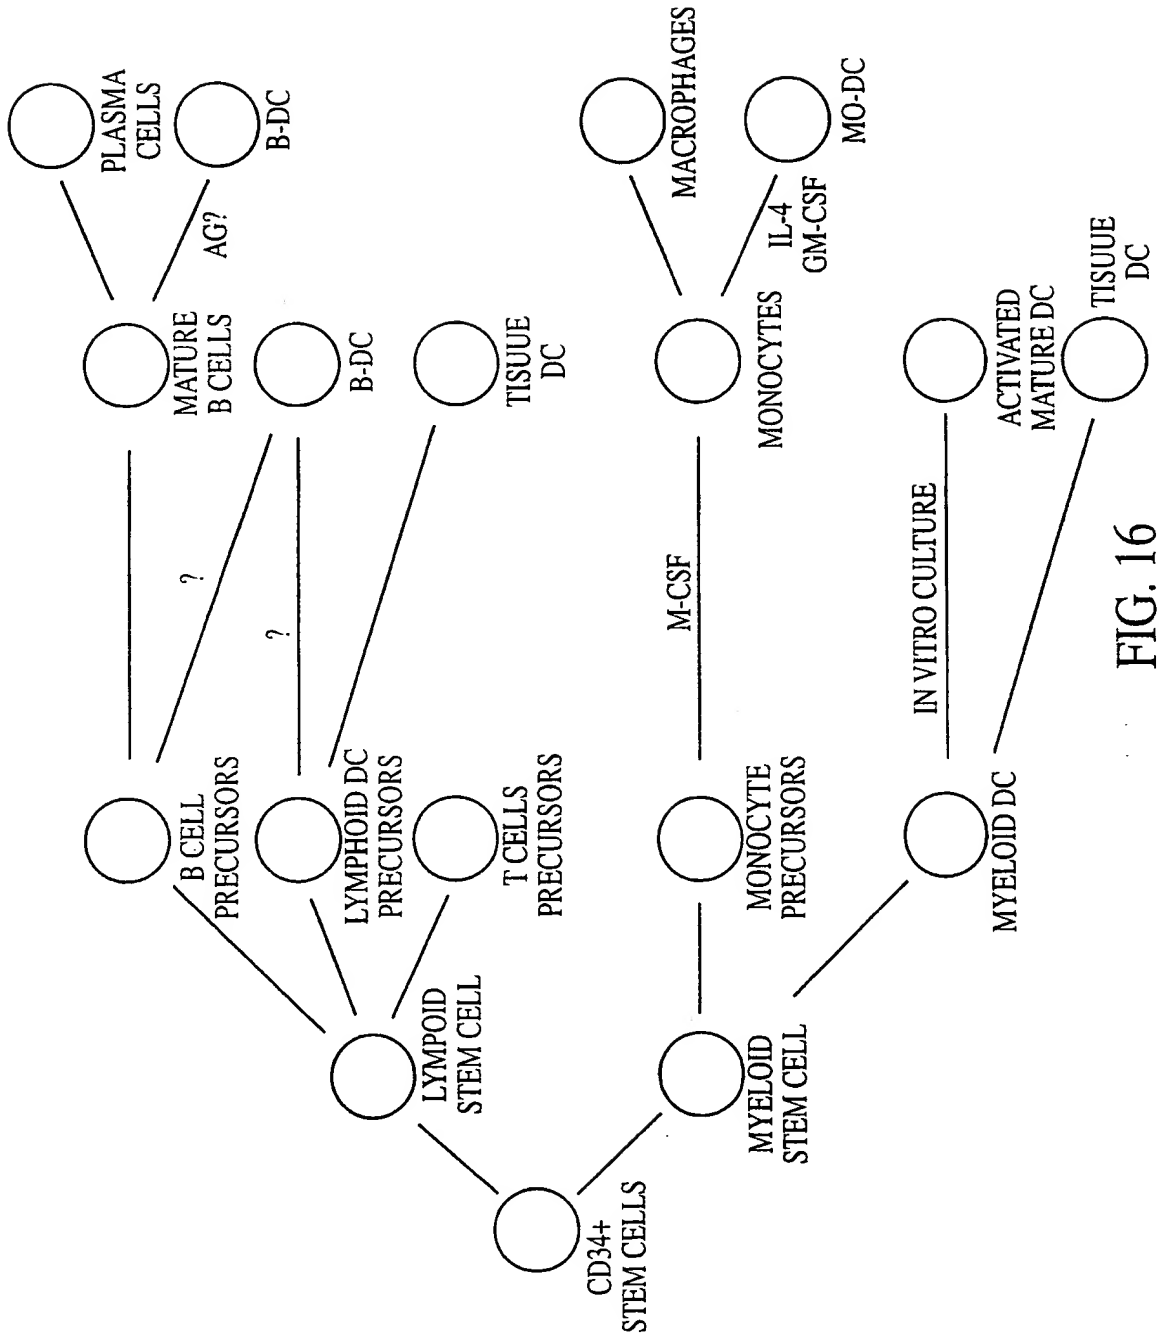 PLASMA
CELLS
B-DC
AG?
MATURE
B CELLS
B-DC
TISUUE
DC
?
?
B CELL
PRECURSORS
LYMPHOID DC
PRECURSORS
T CELLS
PRECURSORS
LYMPOID
STEM CELL
CD34+
STEM CELLS
MYELOID
STEM CELL
MONOCYTE
PRECURSORS
M-CSF
MONOCYTES
MACROPHAGES
IL-4
GM-CSF
MO-DC
MYELOID DC
IN VITRO CULTURE
ACTIVATED
MATURE DC
TISUUE
DC
FIG. 16